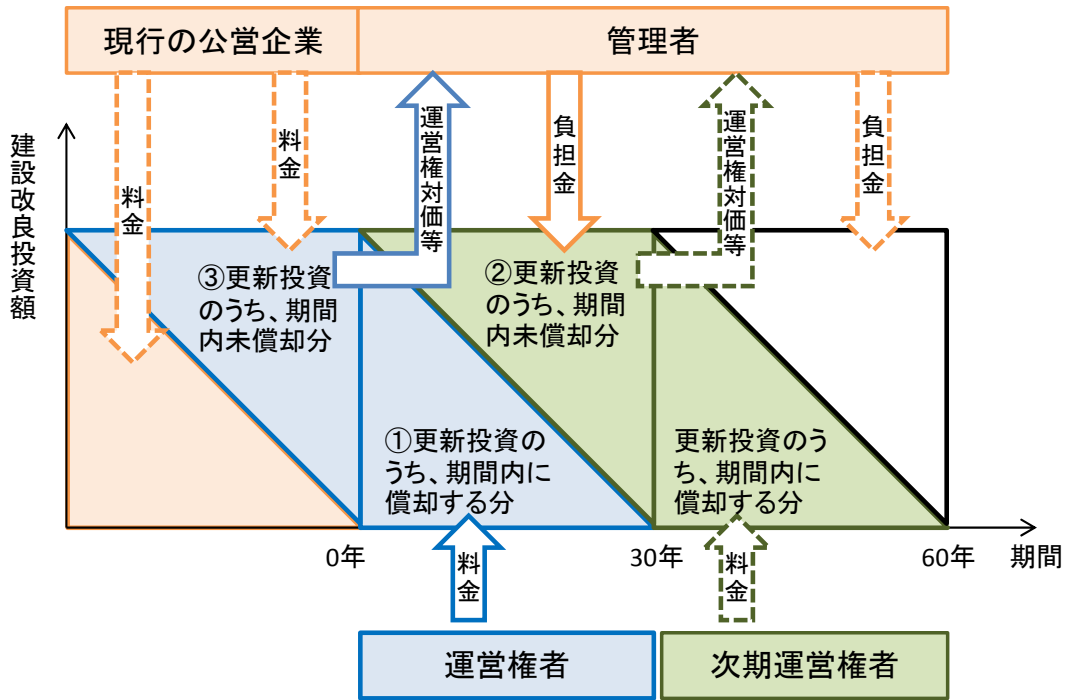 現行の公営企業
管理者
料金
料金
運営権対価等
負担金
運営権対価等
負担金
建設改良投資額
③更新投資
のうち、期間
内未償却分
②更新投資
のうち、期間
内未償却分
①更新投資の
うち、期間内に
償却する分
更新投資のう
ち、期間内に
償却する分
0年
30年
60年
期間
料金
料金
運営権者
次期運営権者